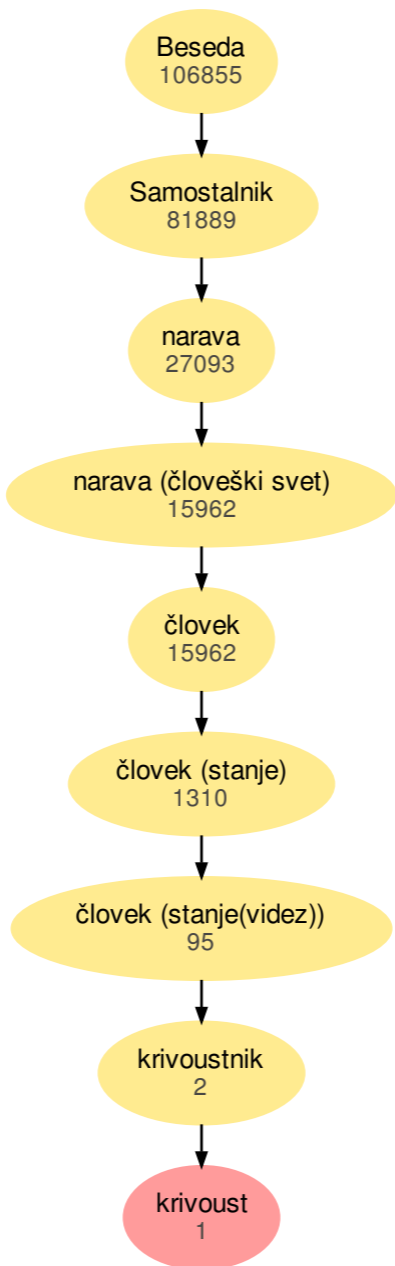 Beseda
106855
Samostalnik
81889
narava
27093
narava (človeški svet)
15962
človek
15962
človek (stanje)
1310
človek (stanje(videz))
95
krivoustnik
2
krivoust
1